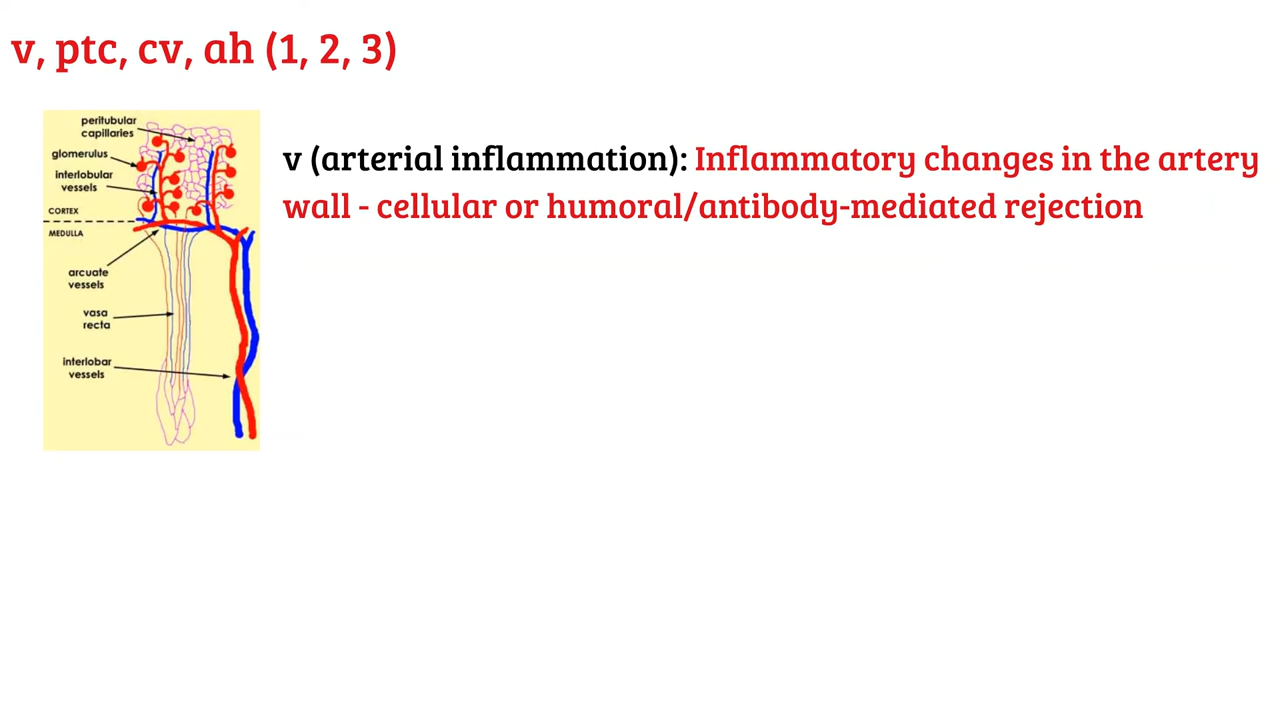 v, ptc, cv, ah (1, 2, 3)
peritubular
capillaries
glomerulus
interlobular
vessels
CORTEX
MEDULLA
arcuate
vessels
vasa
recta
interlobar
vessels
v (arterial inflammation): Inflammatory changes in the artery
wall - cellular or humoral/antibody-mediated rejection